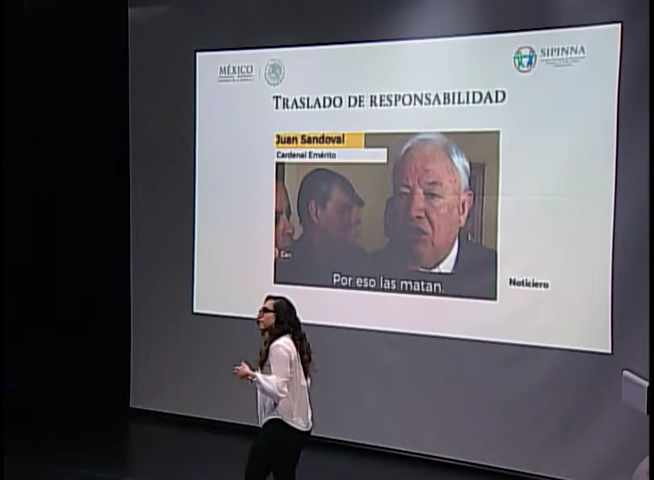 MÉXICO
SIPINNA
TRASLADO DE RESPONSABILIDAD
Juan Sandoval
Cardenal Emérito
Por eso las matan.
Noticiero